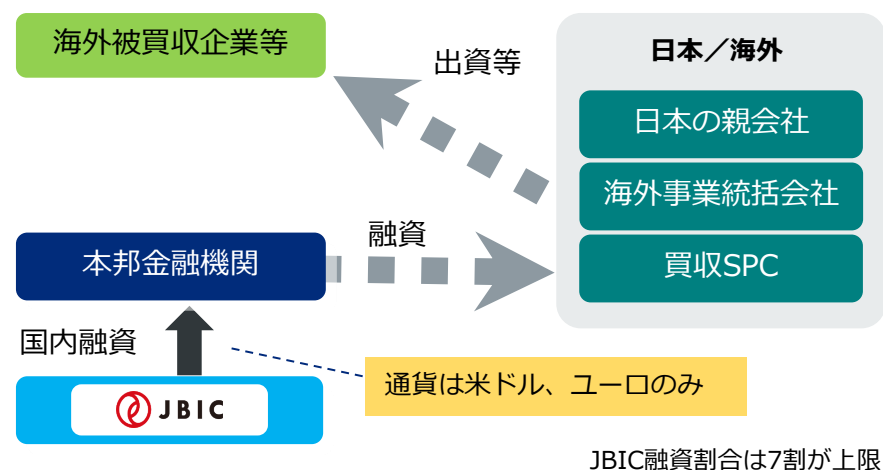 海外被買収企業等
出資等
日本／海外
日本の親会社
海外事業統括会社
買収SPC
融資
本邦金融機関
国内融資
通貨は米ドル、ユーロのみ
JBIC
JBIC融資割合は7割が上限